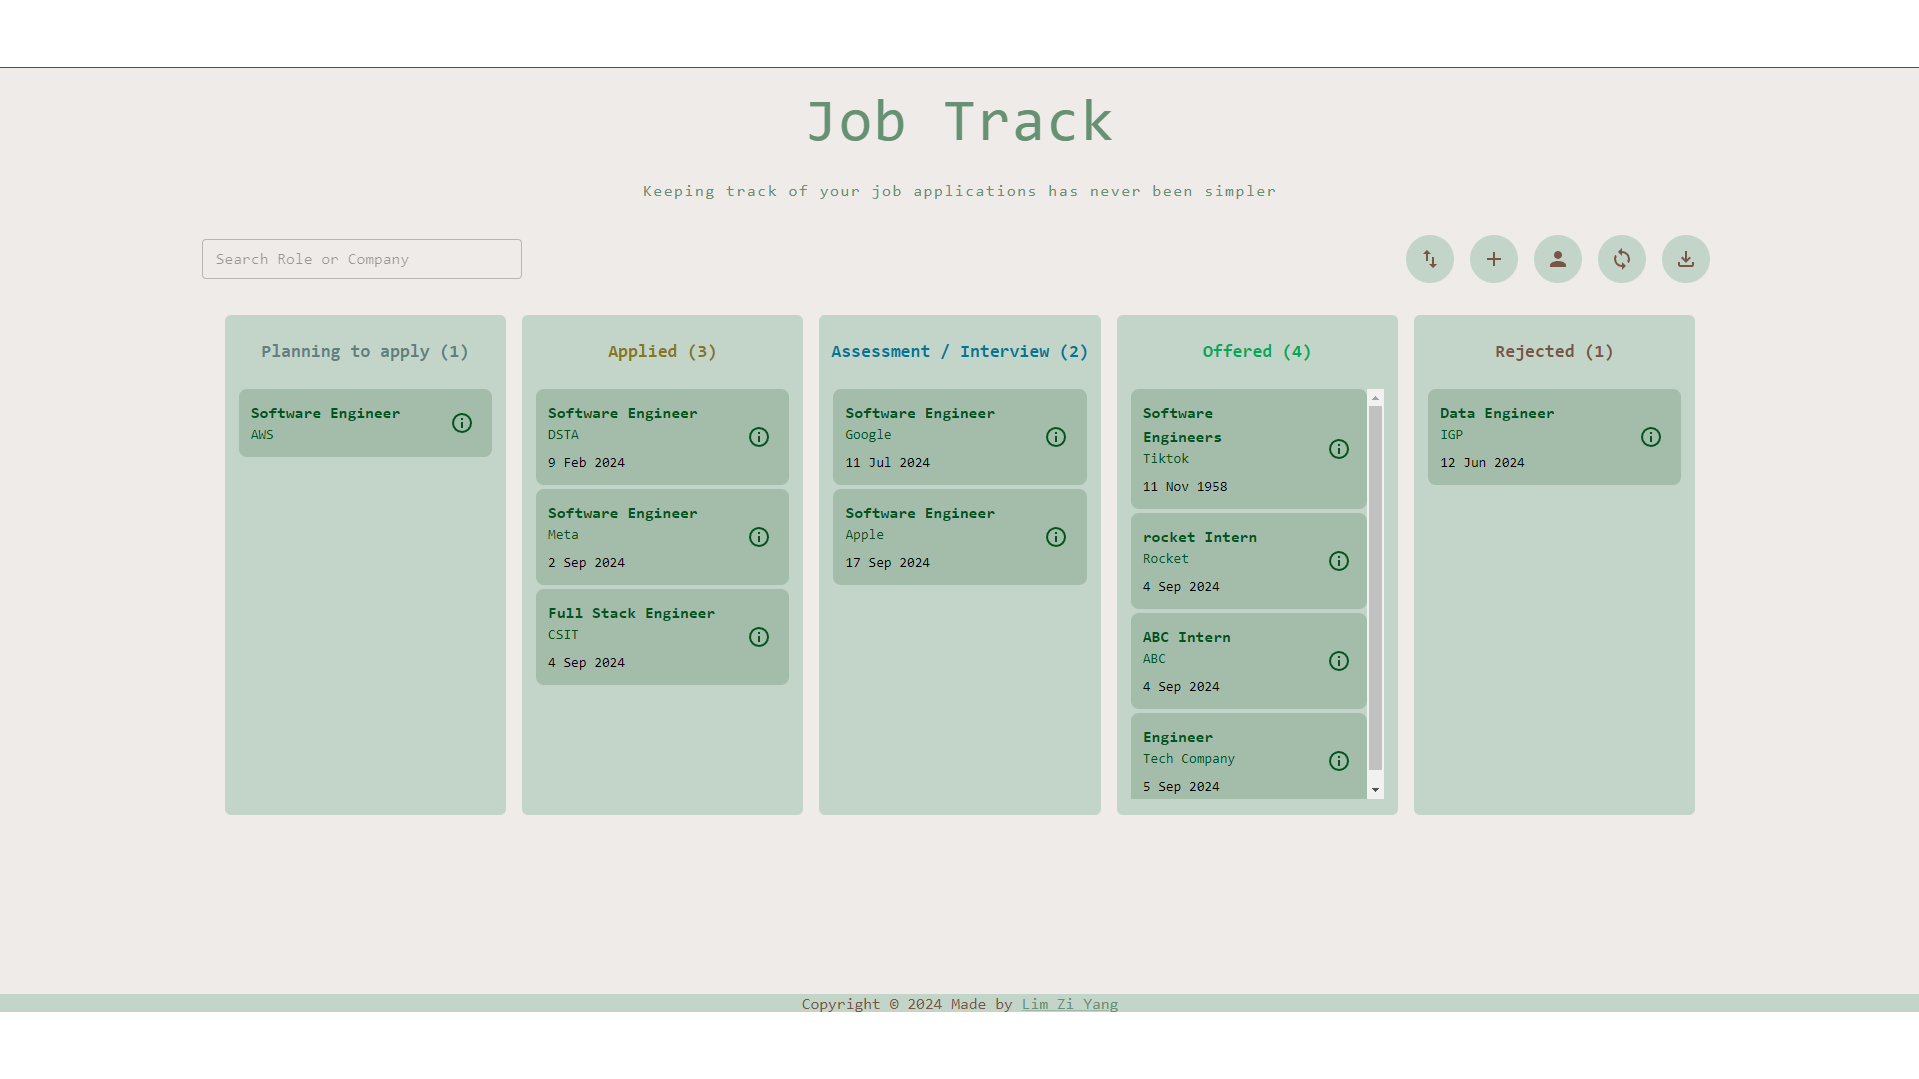 Job Track
Keeping track of your job applications has never been simpler
Search Role or Company
Planning to apply (1)
Software Engineer
AWS
Applied (3)
Software Engineer
DSTA
9 Feb 2024
Software Engineer
Meta
2 Sep 2024
Full Stack Engineer
CSIT
4 Sep 2024
Assessment / Interview (2)
Software Engineer
Google
11 Jul 2024
Software Engineer
Apple
17 Sep 2024
Offered (4)
Software
Engineers
Tiktok
11 Nov 1958
rocket Intern
Rocket
4 Sep 2024
ABC Intern
ABC
4 Sep 2024
Engineer
Tech Company
5 Sep 2024
Rejected (1)
Data Engineer
IGP
12 Jun 2024
Copyright © 2024 Made by Lim Zi Yang